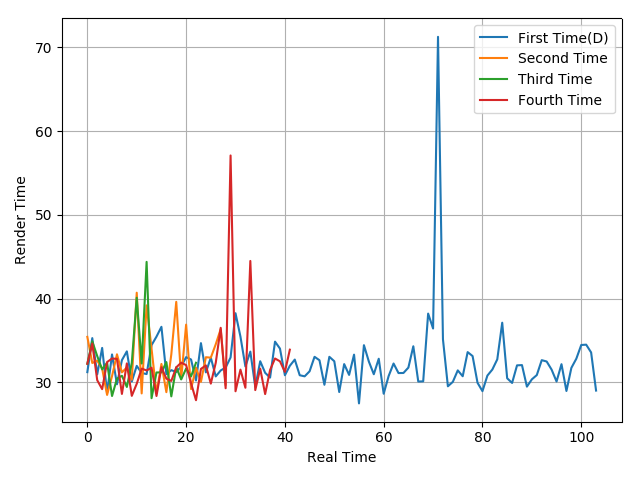 First Time(D)
Second Time
Third Time
Fourth Time
70
60
50
40
30
Render Time
0
20
40
60
80
100
Real Time